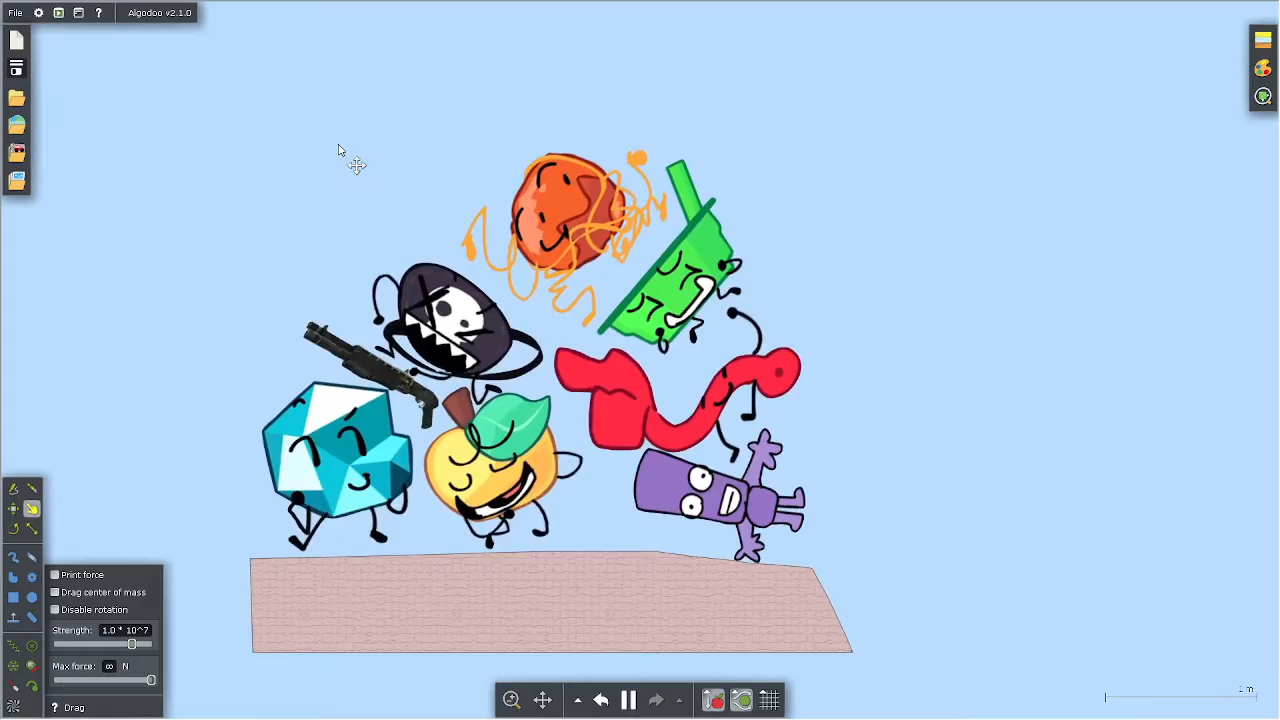 File ? Algodoo v2.1.0
Print force
Drag center of mass
Disable rotation
Strength: 1.0 * 10^7
Max force: ∞ N
? Drag
1 m